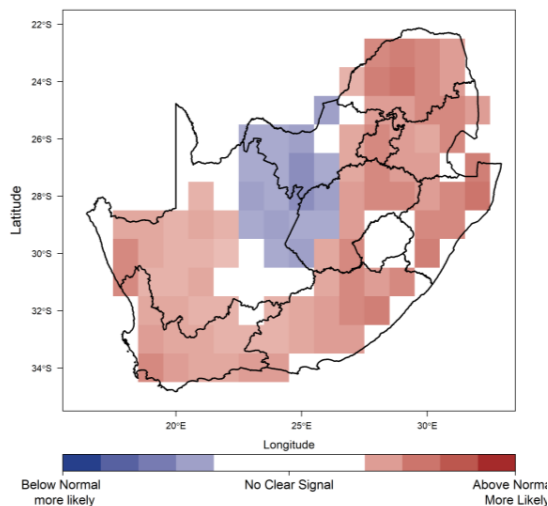 22°S
24°S
26°S
28°S
30°S
32°S
34°S
Latitude
20°E 25°E 30°E
Longitude
Below Normal No Clear Signal Above Norma
more likely More Likely